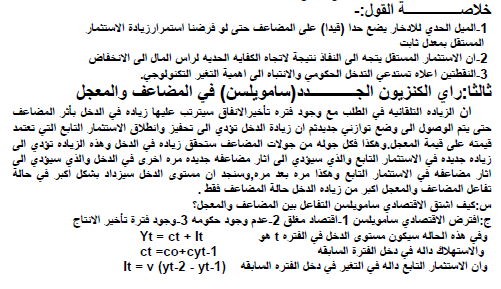 خلاصـــــــــــة القول:-
1-الميل الحدي للادخار يضع حدا (قيدا) على المضاعف حتى لو فرضنا استمرارزيادة الاستثمار
المستقل بمعدل ثابت
2-ان الاستثمار المستقل يتجه الى النفاذ نتيجة لاتجاه الكفايه الحديه لراس المال الى الانخفاض
3-النقطتين اعلاه تستدعي التدخل الحكومي والانتباه الى اهمية التغير التكنولوجي.
ثالثا:راي الكنزيون الجـــــــدد(سامويلسن) في المضاعف والمعجل
ان الزياده التلقائيه في الطلب مع وجود فتره تأخيرالانفاق سيترتب عليها زياده في الدخل بأثر المضاعف
حتى يتم الوصول الى وضع توازني جديدثم ان زيادة الدخل تؤدي الى تحفيز وانطلاق الاستثمار التابع التي تعتمد
قيمته على قيمة المعجل,وهكذا فكل جوله من جولات المضاعف ستحقق زياده في الدخل وهذه الزياده تؤدي الى
زياده جديده في الاستثمار التابع والذي سيؤدي الى اثار مضاعفه جديده مره اخرى في الدخل والذي سيؤدي الى
اثار مضاعفه في الاستثمار التابع وهكذا مره بعد مره,وسنجد ان مستوى الدخل سيزداد بشكل أكبر في حالة
تفاعل المضاعف والمعجل اكبر من زياده الدخل حالة المضاعف فقط .
س:كيف اشتق الاقتصادي سامويلسن التفاعل بين المضاعف والمعجل؟
ج:افترض الاقتصادي سامويلسن 1-اقتصاد مغلق 2-عدم وجود حكومه 3-وجود فترة تأخير الانتاج
وفي هذه الحاله سيكون مستوى الدخل في الفتره t هو Yt = ct + It
والاستهلاك داله في دخل الفترة السابقه ct =co+cyt-1
وان الاستثمار التابع داله في التغير في دخل الفتره السابقه It = v (yt-2 - yt-1)